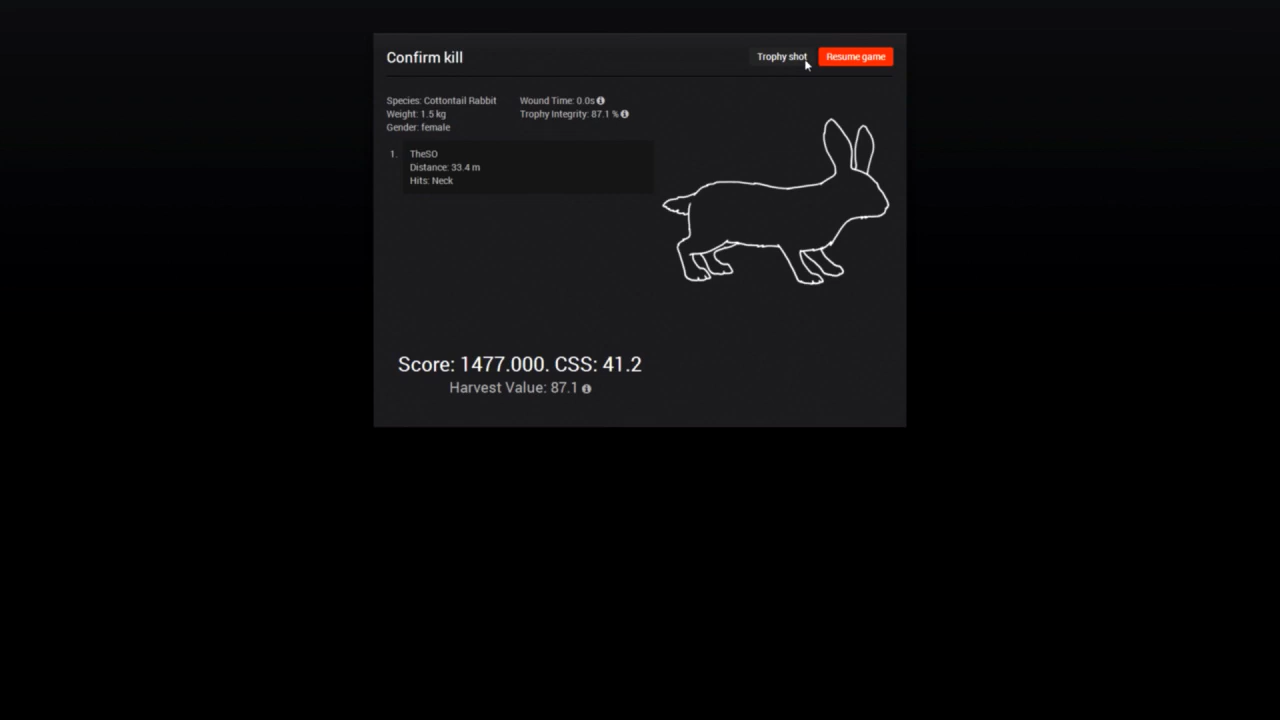 Confirm kill
Trophy shot
Resume game
Species: Cottontail Rabbit
Weight: 1.5 kg
Gender: female
Wound Time: 0.0s
Trophy Integrity: 87.1 %
1.
TheSO
Distance: 33.4 m
Hits: Neck
Score: 1477.000. CSS: 41.2
Harvest Value: 87.1